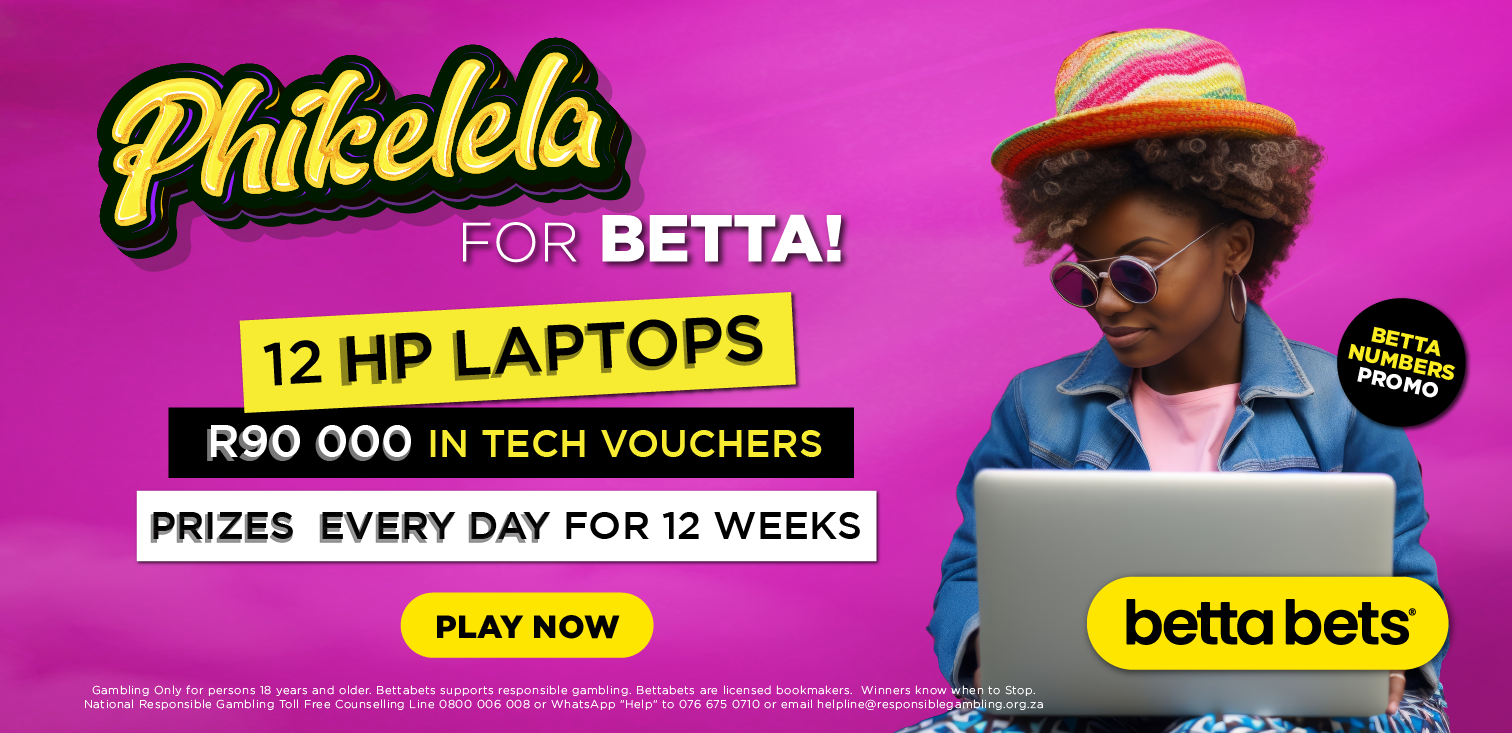 Phikelela
FOR BETTA!
12 HP LAPTOPS
R90 000 IN TECH VOUCHERS
PRIZES EVERY DAY FOR 12 WEEKS
PLAY NOW
BETTA
NUMBERS
PROMO
betta bets®
Gambling Only for persons 18 years and older. Bettabets supports responsible gambling. Bettabets are licensed bookmakers. Winners know when to Stop.
National Responsible Gambling Toll Free Counselling Line 0800 006 008 or WhatsApp "Help" to 076 675 0710 or email helpline@responsiblegambling.org.za